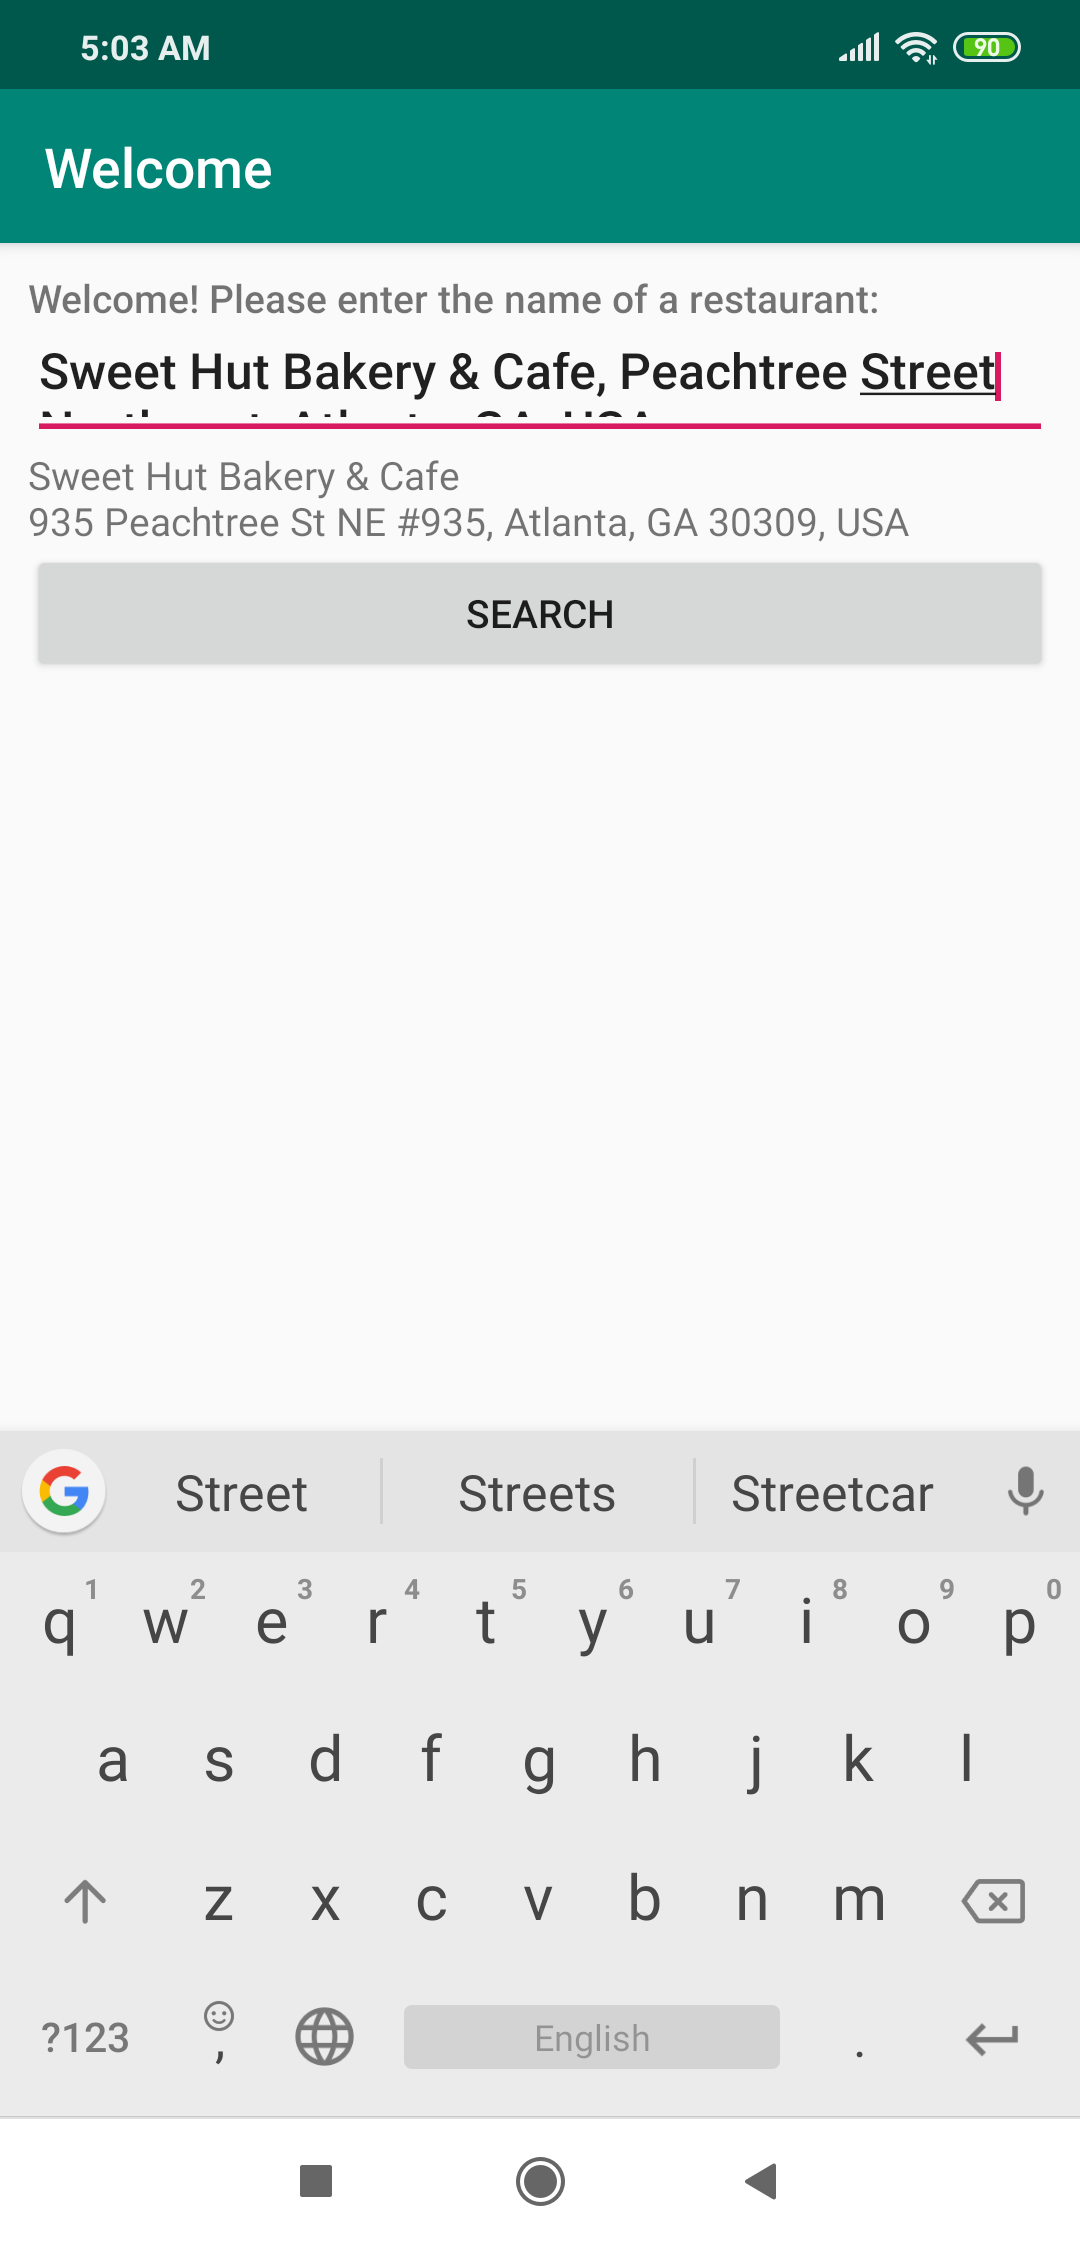 5:03 AM
90
Welcome
Welcome! Please enter the name of a restaurant:
Sweet Hut Bakery & Cafe, Peachtree Street
Sweet Hut Bakery & Cafe
935 Peachtree St NE #935, Atlanta, GA 30309, USA
SEARCH
G Street Streets Streetcar
1 2 3 4 5 6 7 8 9 0
q w e r t y u i o p
a s d f g h j k l
z x c v b n m
?123 , English .